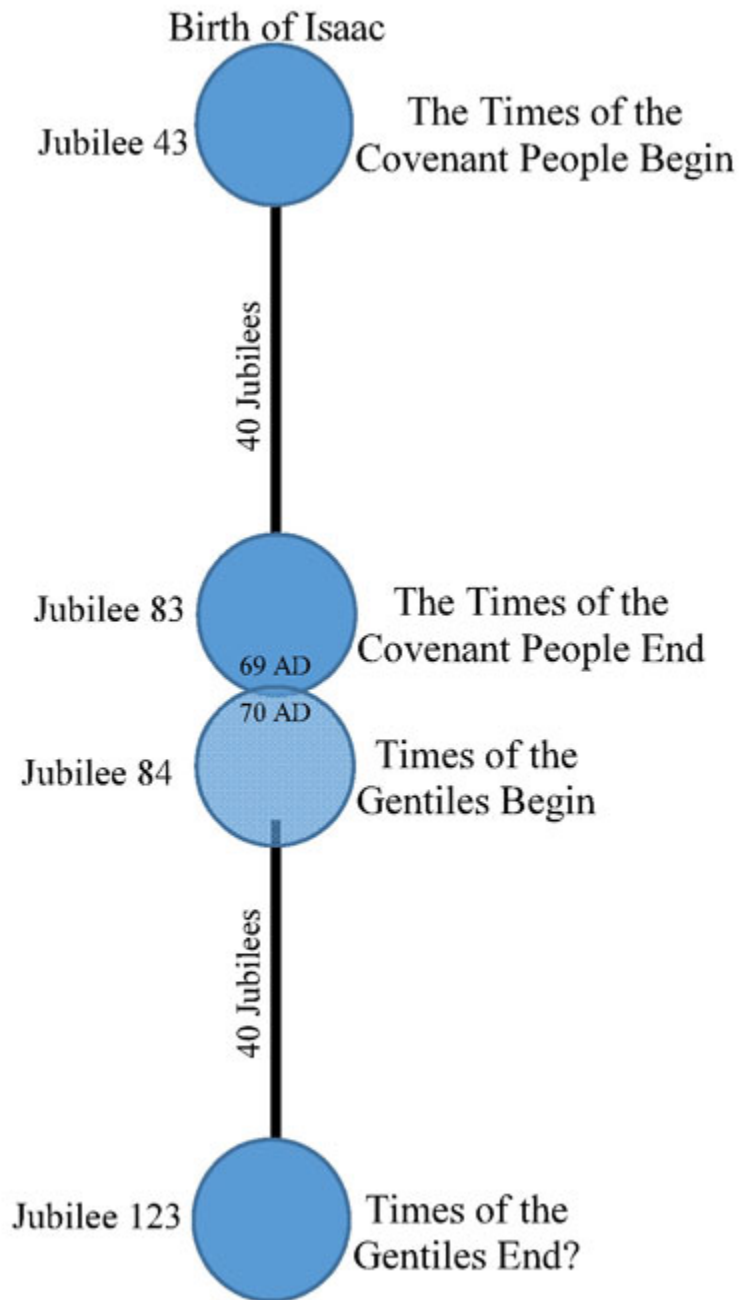 Birth of Isaac
Jubilee 43
The Times of the
Covenant People Begin
40 Jubilees
Jubilee 83
The Times of the
Covenant People End
69 AD
70 AD
Jubilee 84
Times of the
Gentiles Begin
40 Jubilees
Jubilee 123
Times of the
Gentiles End?